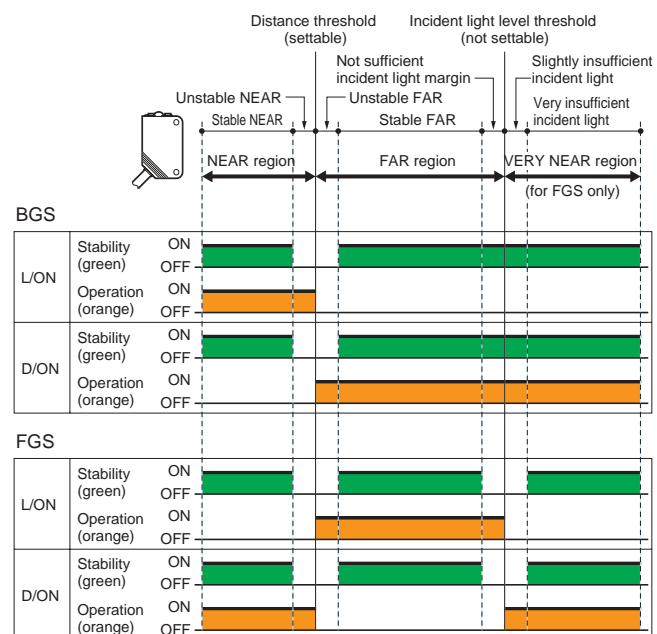 Distance threshold
(settable)
Incident light level threshold
(not settable)
Not sufficient
incident light margin
Slightly insufficient
incident light
Unstable NEAR
Unstable FAR
Very insufficient
incident light
Stable NEAR
Stable FAR
NEAR region
FAR region
VERY NEAR region
(for FGS only)
BGS
L/ON
Stability
(green)
ON
OFF
Operation
(orange)
ON
OFF
D/ON
Stability
(green)
ON
OFF
Operation
(orange)
ON
OFF
FGS
L/ON
Stability
(green)
ON
OFF
Operation
(orange)
ON
OFF
D/ON
Stability
(green)
ON
OFF
Operation
(orange)
ON
OFF